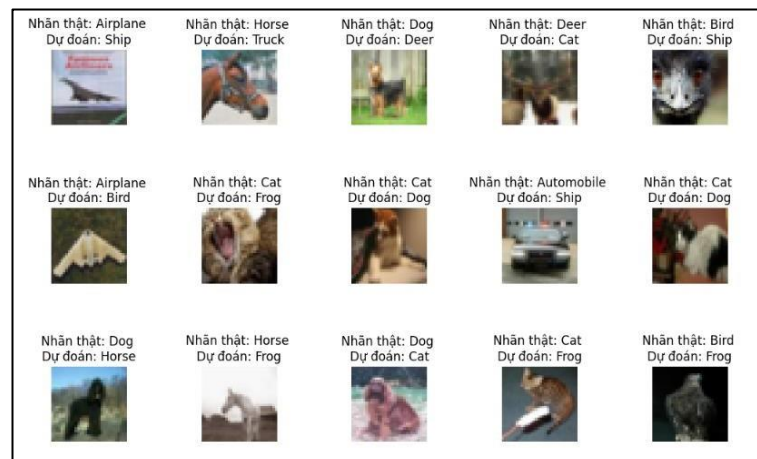 Nhãn thật: Airplane
Dự đoán: Ship
Nhãn thật: Horse
Dự đoán: Truck
Nhãn thật: Dog
Dự đoán: Deer
Nhãn thật: Deer
Dự đoán: Cat
Nhãn thật: Bird
Dự đoán: Ship
Nhãn thật: Airplane
Dự đoán: Bird
Nhãn thật: Cat
Dự đoán: Frog
Nhãn thật: Cat
Dự đoán: Dog
Nhãn thật: Automobile
Dự đoán: Ship
Nhãn thật: Cat
Dự đoán: Dog
Nhãn thật: Dog
Dự đoán: Horse
Nhãn thật: Horse
Dự đoán: Frog
Nhãn thật: Dog
Dự đoán: Cat
Nhãn thật: Cat
Dự đoán: Frog
Nhãn thật: Bird
Dự đoán: Frog